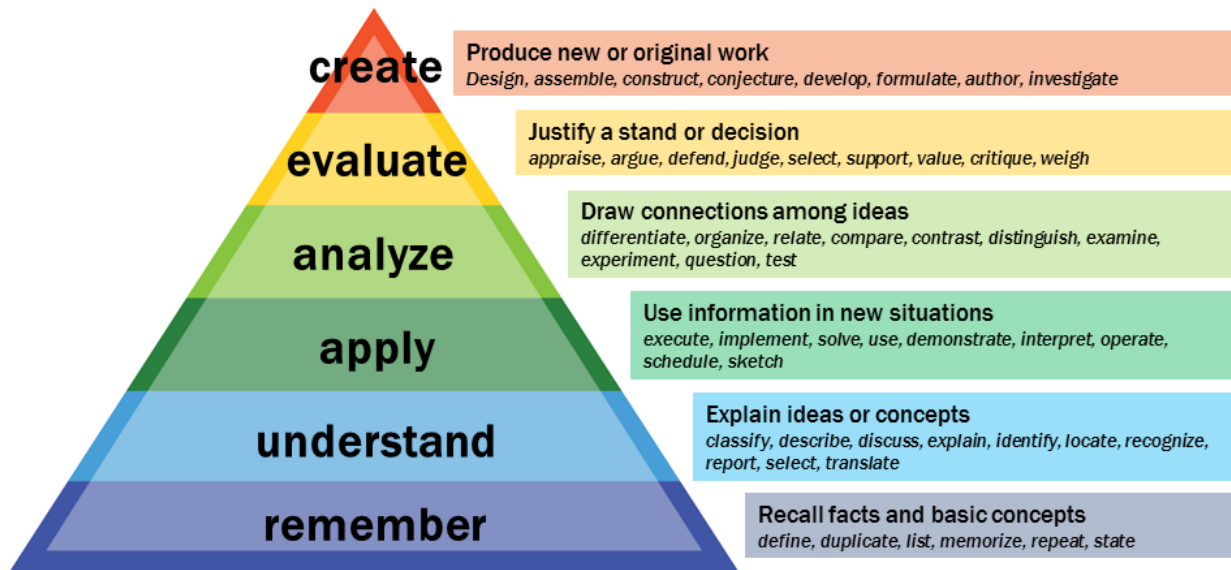 create
Produce new or original work
Design, assemble, construct, conjecture, develop, formulate, author, investigate
evaluate
Justify a stand or decision
appraise, argue, defend, judge, select, support, value, critique, weigh
analyze
Draw connections among ideas
differentiate, organize, relate, compare, contrast, distinguish, examine,
experiment, question, test
apply
Use information in new situations
execute, implement, solve, use, demonstrate, interpret, operate,
schedule, sketch
understand
Explain ideas or concepts
classify, describe, discuss, explain, identify, locate, recognize,
report, select, translate
remember
Recall facts and basic concepts
define, duplicate, list, memorize, repeat, state